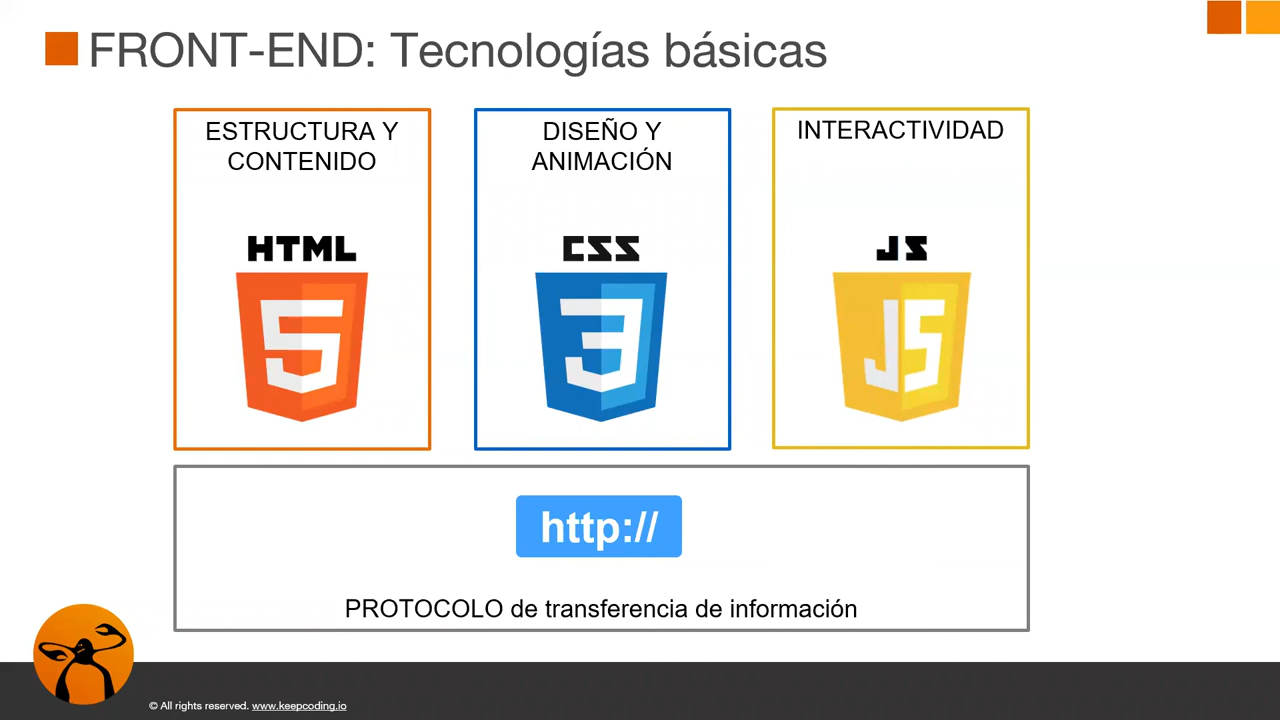 FRONT-END: Tecnologías básicas
ESTRUCTURA Y
CONTENIDO
HTML
5
DISEÑO Y
ANIMACIÓN
CSS
3
INTERACTIVIDAD
JS
JS
http://
PROTOCOLO de transferencia de información
© All rights reserved. www.keepcoding.io